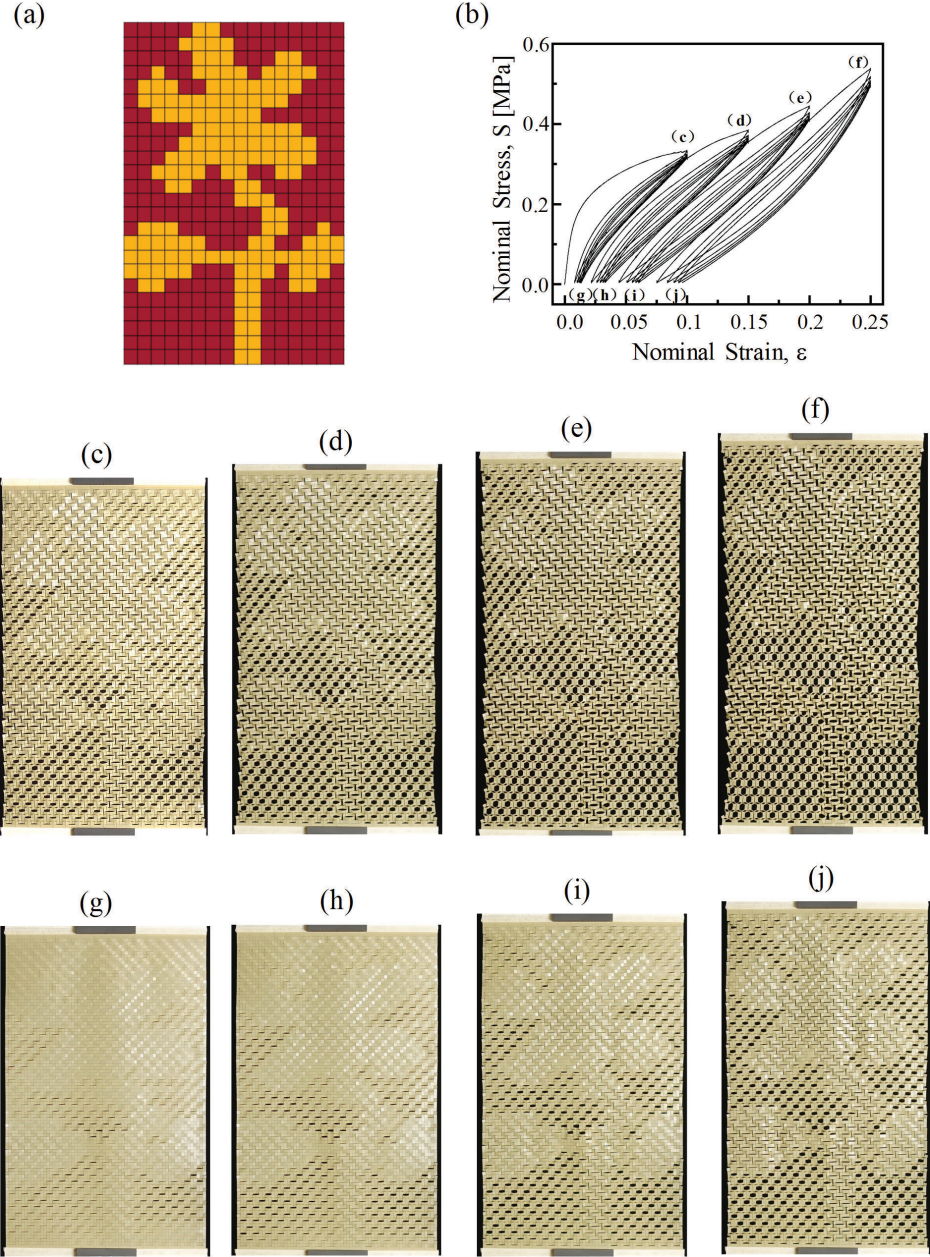 (a)
(b)
Nominal Stress, S [MPa]
0.6
0.4
0.2
0.0
(c)
(d)
(e)
(f)
(g)
(h)
(i)
(j)
0.0
0.05
0.1
0.15
0.2
0.25
Nominal Strain, ε
(c)
(d)
(e)
(f)
(g)
(h)
(i)
(j)